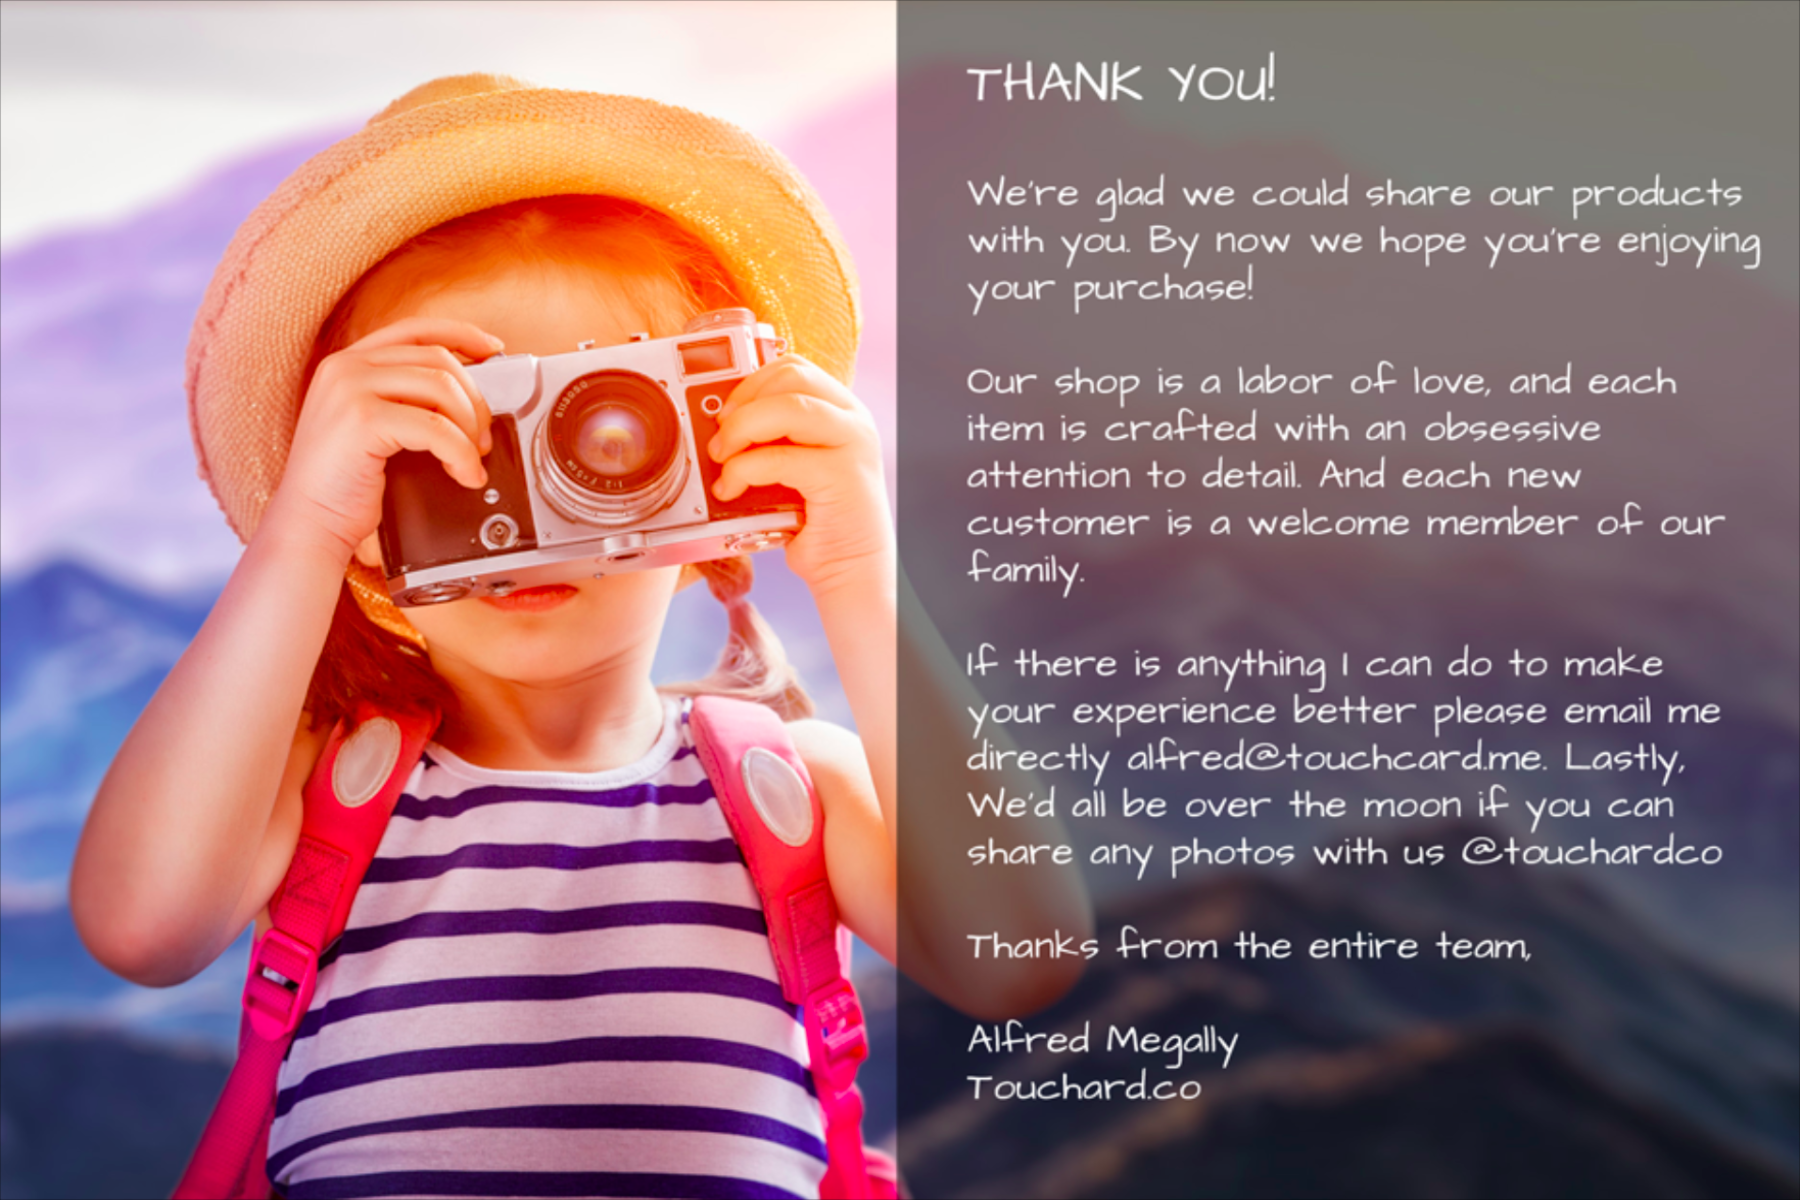 THANK YOU!
We're glad we could share our products
with you. By now we hope you're enjoying
your purchase!
Our shop is a labor of love, and each
item is crafted with an obsessive
attention to detail. And each new
customer is a welcome member of our
family.
If there is anything I can do to make
your experience better please email me
directly alfred@touchcard.me. Lastly,
We'd all be over the moon if you can
share any photos with us @touchardco
Thanks from the entire team,
Alfred Megally
Touchard.co